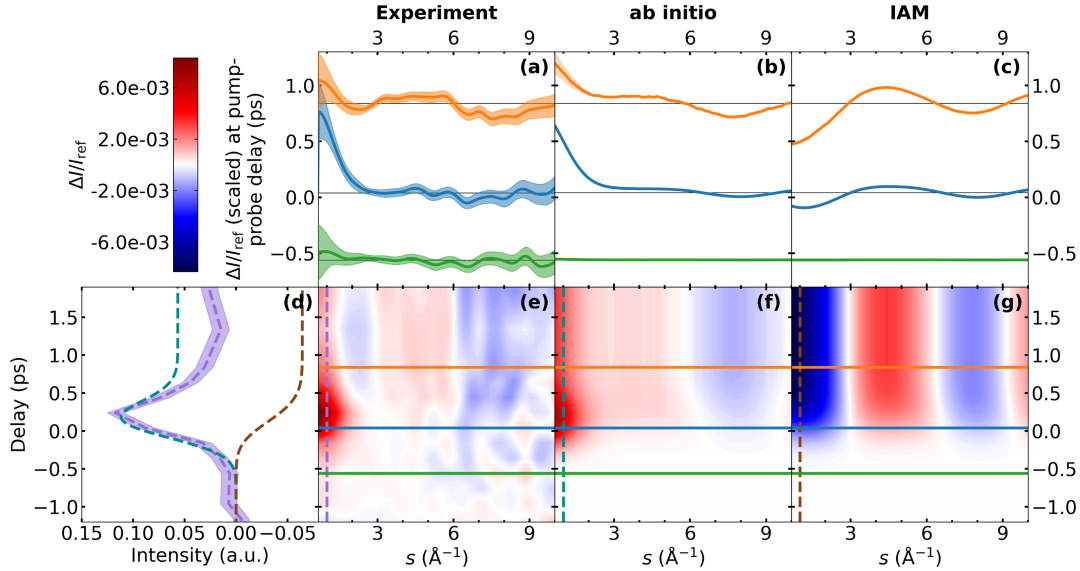 Experiment
ab initio
IAM
3 6 9
3 6 9
3 6 9
6.0e-03
2.0e-03
-2.0e-03
-6.0e-03
ΔI/I_ref
ΔI/I_ref (scaled) at pump-
probe delay (ps)
1.0
0.5
0.0
−0.5
(a)
(b)
(c)
1.0
0.5
0.0
−0.5
(d)
(e)
(f)
(g)
Delay (ps)
1.5
1.0
0.5
0.0
−0.5
−1.0
1.5
1.0
0.5
0.0
−0.5
−1.0
0.15 0.10 0.05 0.00 −0.05
Intensity (a.u.)
3 6 9
s (Å⁻¹)
3 6 9
s (Å⁻¹)
3 6 9
s (Å⁻¹)